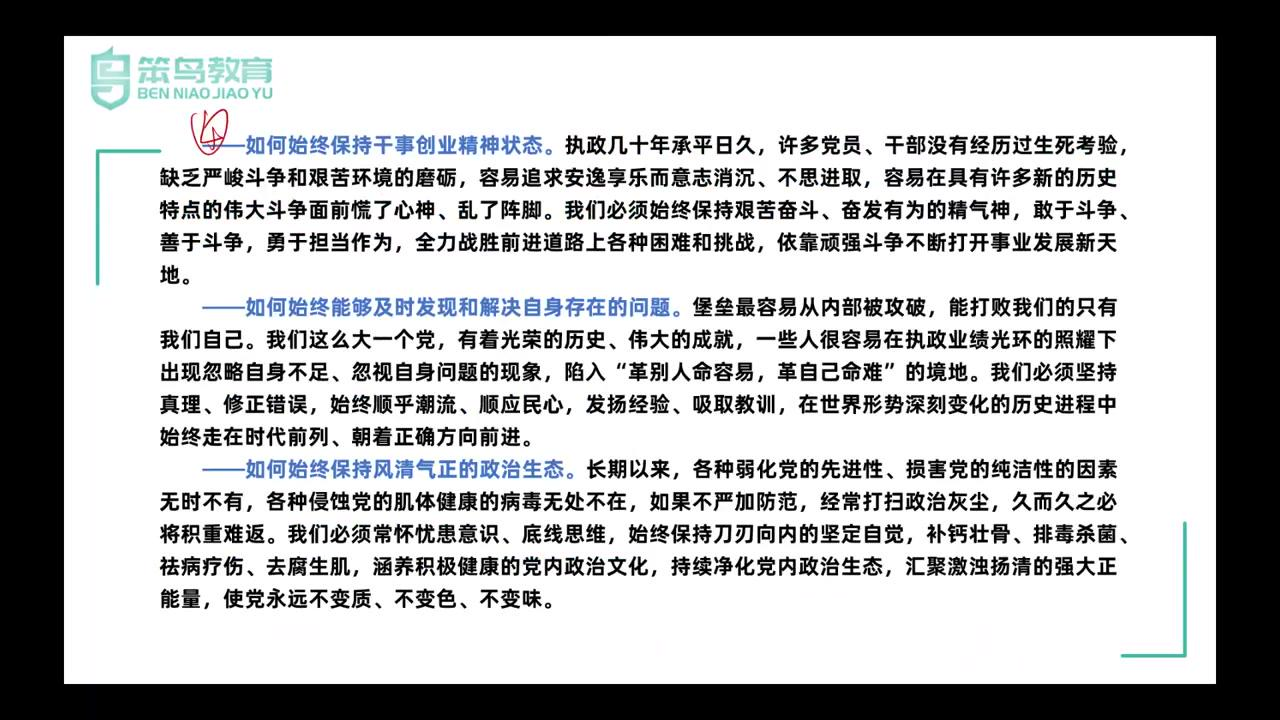 笨鸟教育
BEN NIAO JIAO YU
④
——如何始终保持干事创业精神状态。执政几十年承平日久，许多党员、干部没有经历过生死考验，
缺乏严峻斗争和艰苦环境的磨砺，容易追求安逸享乐而意志消沉、不思进取，容易在具有许多新的历史
特点的伟大斗争面前慌了心神、乱了阵脚。我们必须始终保持艰苦奋斗、奋发有为的精气神，敢于斗争、
善于斗争，勇于担当作为，全力战胜前进道路上各种困难和挑战，依靠顽强斗争不断打开事业发展新天
地。
——如何始终能够及时发现和解决自身存在的问题。堡垒最容易从内部被攻破，能打败我们的只有
我们自己。我们这么大一个党，有着光荣的历史、伟大的成就，一些人很容易在执政业绩光环的照耀下
出现忽略自身不足、忽视自身问题的现象，陷入“革别人命容易，革自己命难”的境地。我们必须坚持
真理、修正错误，始终顺乎潮流、顺应民心，发扬经验、吸取教训，在世界形势深刻变化的历史进程中
始终走在时代前列、朝着正确方向前进。
——如何始终保持风清气正的政治生态。长期以来，各种弱化党的先进性、损害党的纯洁性的因素
无时不有，各种侵蚀党的肌体健康的病毒无处不在，如果不严加防范，经常打扫政治灰尘，久而久之必
将积重难返。我们必须常怀忧患意识、底线思维，始终保持刀刃向内的坚定自觉，补钙壮骨、排毒杀菌、
祛病疗伤、去腐生肌，涵养积极健康的党内政治文化，持续净化党内政治生态，汇聚激浊扬清的强大正
能量，使党永远不变质、不变色、不变味。